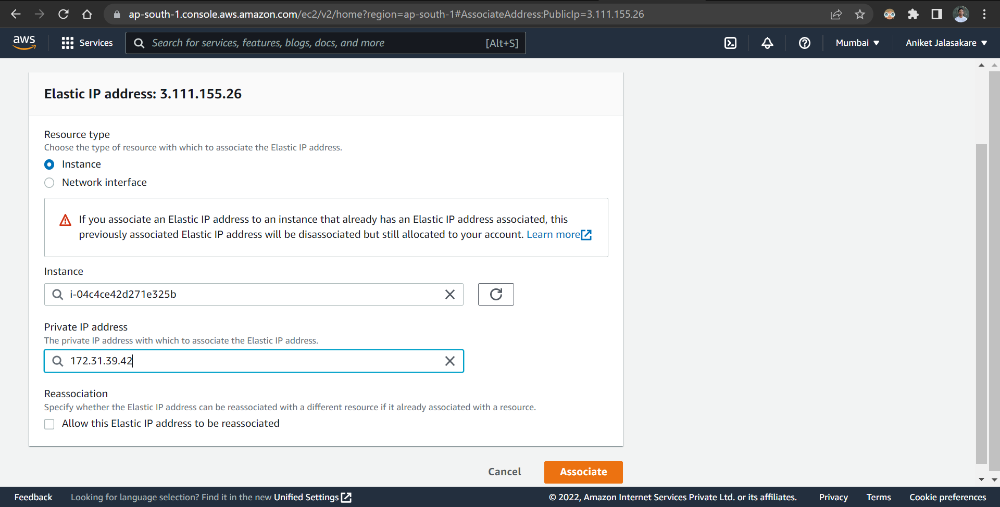 ap-south-1.console.aws.amazon.com/ec2/v2/home?region=ap-south-1#AssociateAddress:PublicIp=3.111.155.26
aws
Services
Search for services, features, blogs, docs, and more
[Alt+S]
Mumbai
Aniket Jalasakare
Elastic IP address: 3.111.155.26
Resource type
Choose the type of resource with which to associate the Elastic IP address.
Instance
Network interface
If you associate an Elastic IP address to an instance that already has an Elastic IP address associated, this
previously associated Elastic IP address will be disassociated but still allocated to your account. Learn more
Instance
i-04c4ce42d271e325b
Private IP address
The private IP address with which to associate the Elastic IP address.
172.31.39.42
Reassociation
Specify whether the Elastic IP address can be reassociated with a different resource if it already associated with a resource.
Allow this Elastic IP address to be reassociated
Cancel
Associate
Feedback
Looking for language selection? Find it in the new Unified Settings
© 2022, Amazon Internet Services Private Ltd. or its affiliates.
Privacy
Terms
Cookie preferences